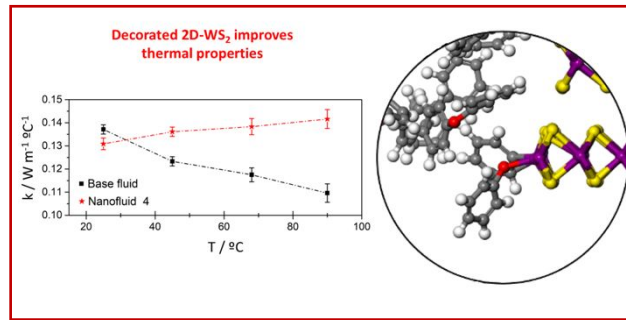 Decorated 2D-WS₂ improves
thermal properties
k / W m⁻¹ ºC⁻¹
0.15
0.14
0.13
0.12
0.11
0.10
Base fluid
Nanofluid 4
20
40
60
80
100
T / ºC